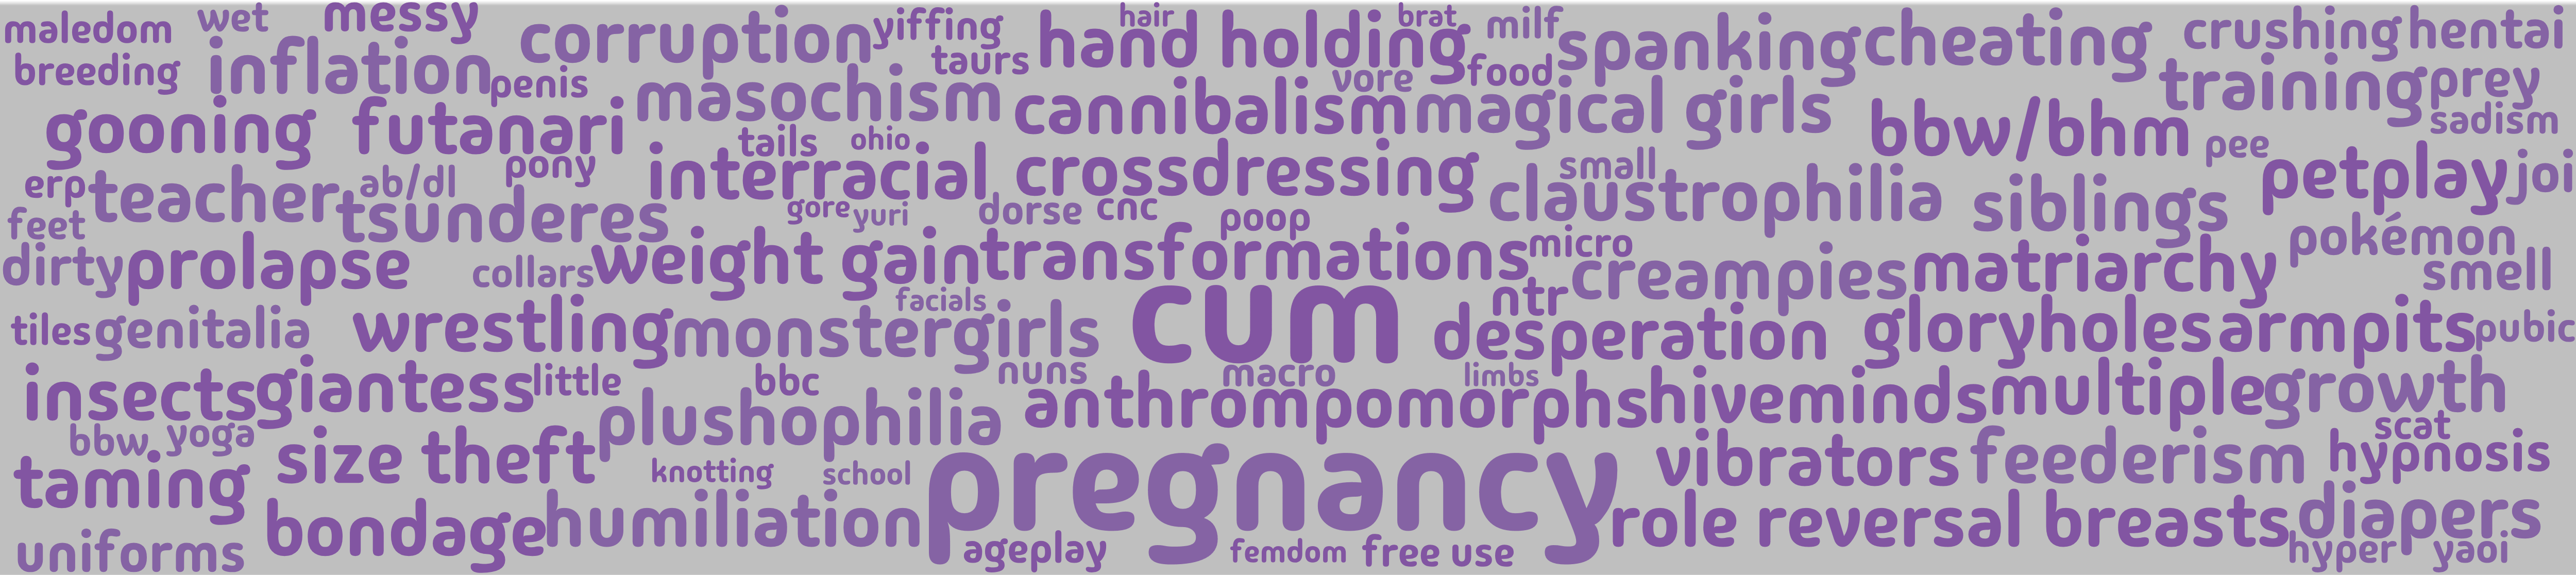 maledom wet messy corruption yiffing hair brat milf spanking cheating crushing hentai
breeding inflation penis taurs hand holding vore food training prey
gooning futanari masochism cannibalism magical girls bbw/bhm sadism
tails ohio pee
erp teacher ab/dl pony interracial crossdressing small claustrophilia siblings petplay joi
feet tsunderes gore yuri dorse cnc poop pokémon
dirty prolapse collars weight gain transformations micro creampies matriarchy smell
tiles genitalia wrestling monstergirls facials cum ntr desperation gloryholes armpits pubic
insects giantess little bbc nuns macro limbs
plushophilia anthrompomorphs hiveminds multiple growth
bbw yoga size theft scat
taming knotting school pregnancy vibrators feederism hypnosis
uniforms bondage humiliation role reversal breasts diapers
ageplay femdom free use hyper yaoi